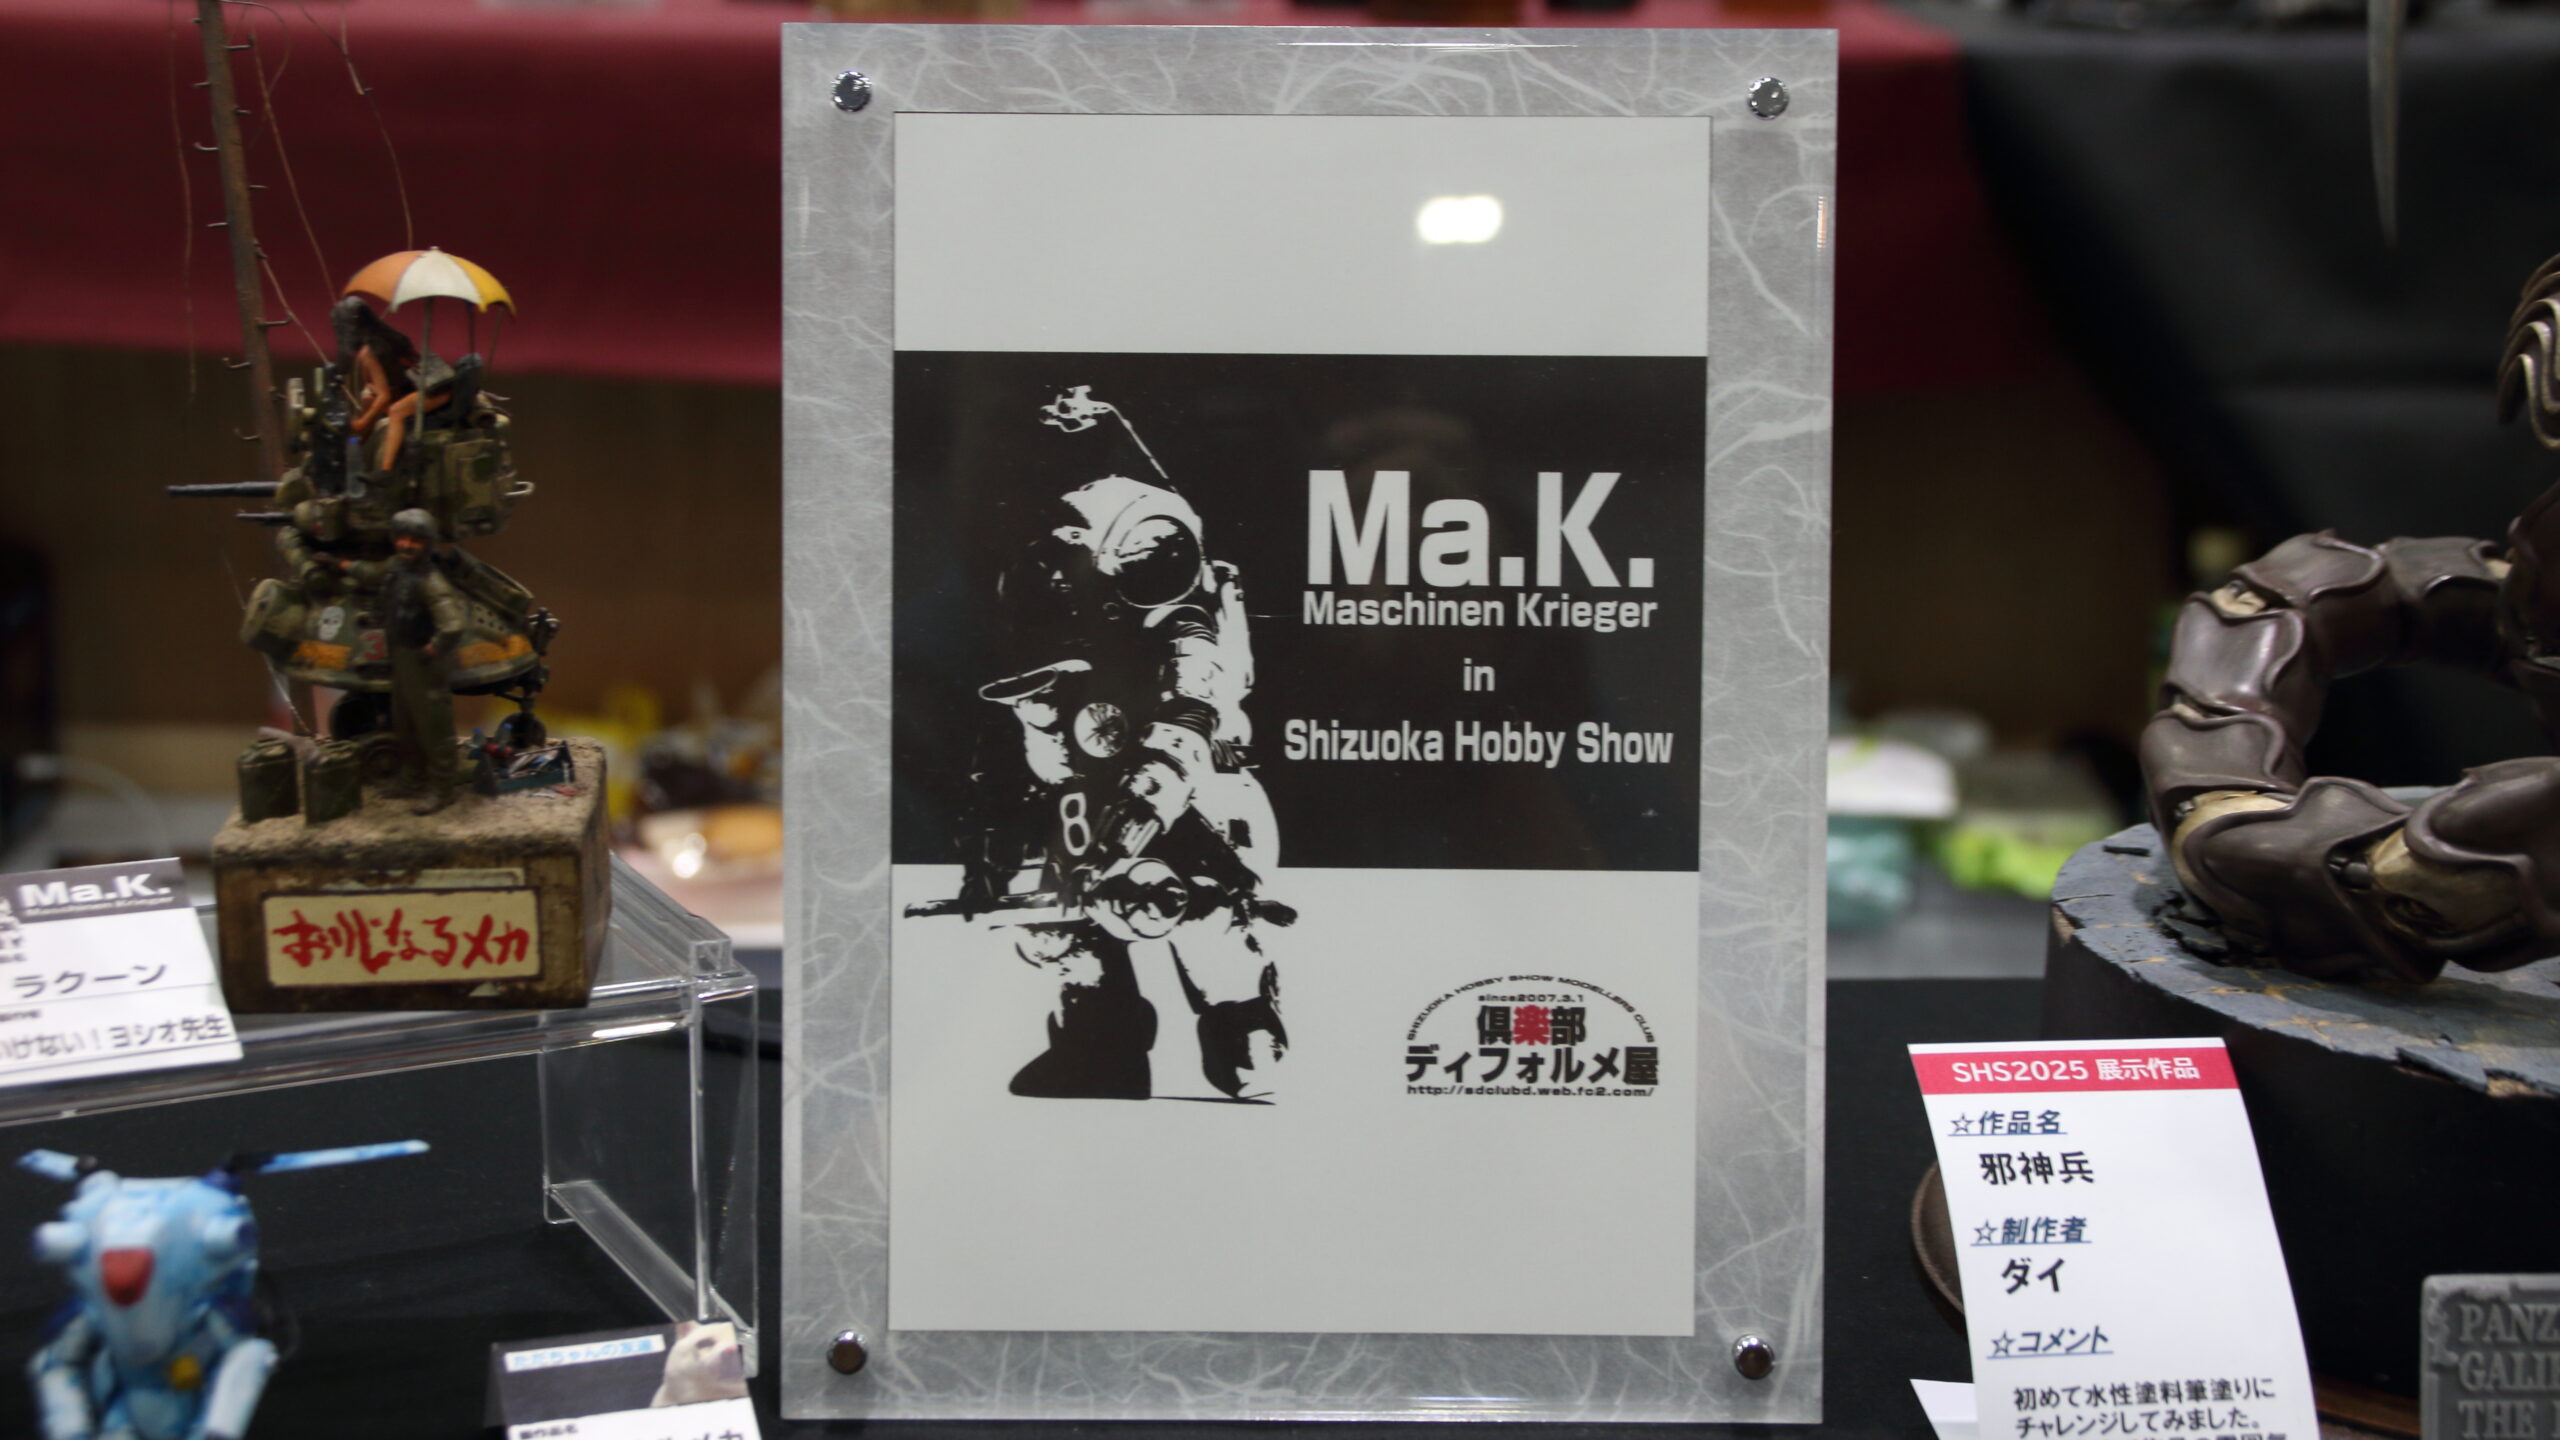 Ma.K.
Maschinen Krieger
in
Shizuoka Hobby Show
8
SHIZUOKA HOBBY SHOW MODELLERS CLUB
since2007.3.1
倶楽部
ディフォルメ屋
http://sdclubd.web.fc2.com/
おりじなるメカ
3
Ma.K.
Maschinen Krieger
ラクーン
いけない！ヨシオ先生
SHS2025 展示作品
☆作品名
邪神兵
☆制作者
ダイ
☆コメント
初めて水性塗料筆塗りに
チャレンジしてみました。
PANZ
GALI
THE